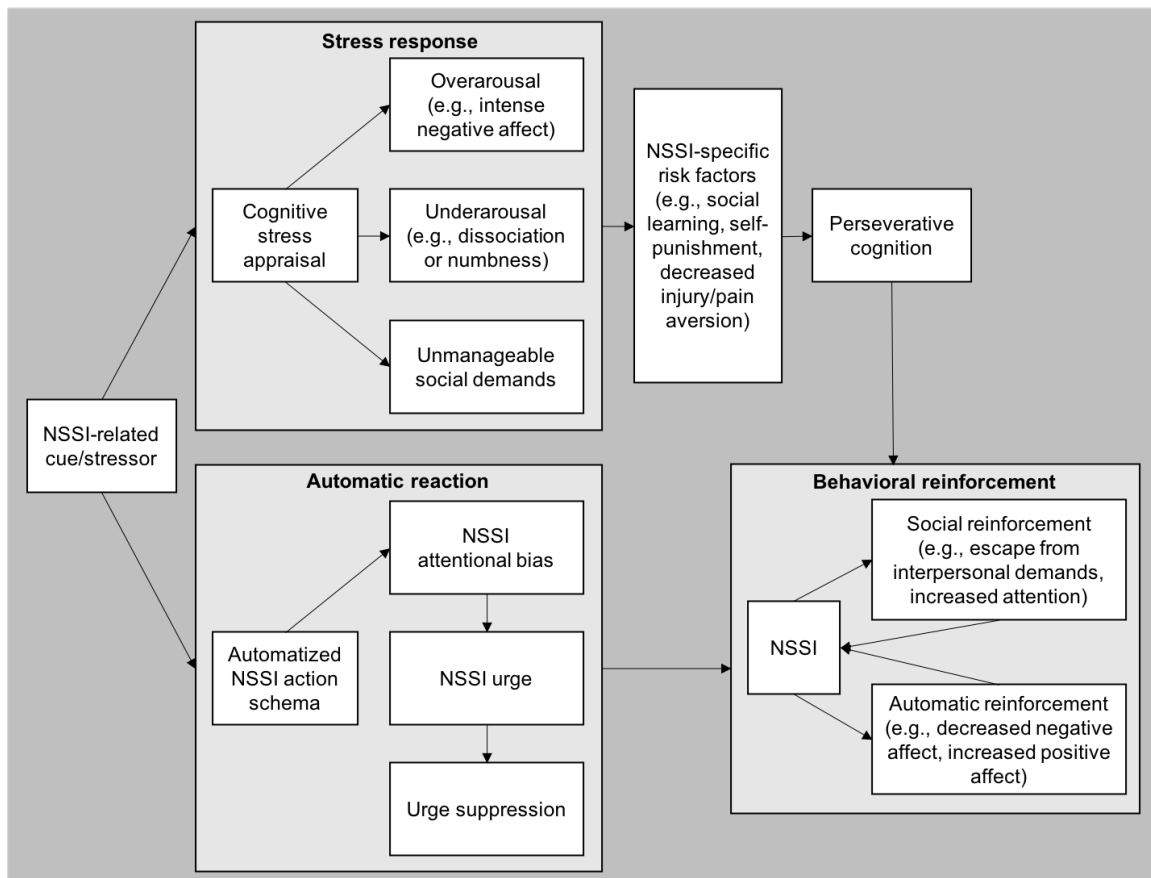 Stress response
Overarousal
(e.g., intense
negative affect)
Cognitive
stress
appraisal
Underarousal
(e.g., dissociation
or numbness)
Unmanageable
social demands
NSSI-specific
risk factors
(e.g., social
learning, self-
punishment,
decreased
injury/pain
aversion)
Perseverative
cognition
NSSI-related
cue/stressor
Automatic reaction
NSSI
attentional bias
Automatized
NSSI action
schema
NSSI urge
Urge suppression
Behavioral reinforcement
Social reinforcement
(e.g., escape from
interpersonal demands,
increased attention)
NSSI
Automatic reinforcement
(e.g., decreased negative
affect, increased positive
affect)